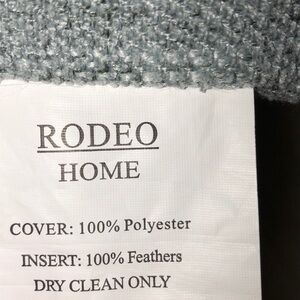 RODEO
HOME
COVER: 100% Polyester
INSERT: 100% Feathers
DRY CLEAN ONLY